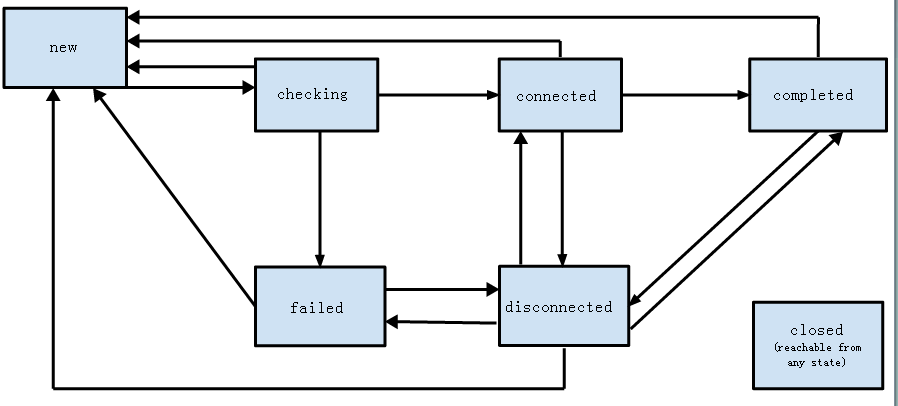 new
checking
connected
completed
failed
disconnected
closed
(reachable from
any state)